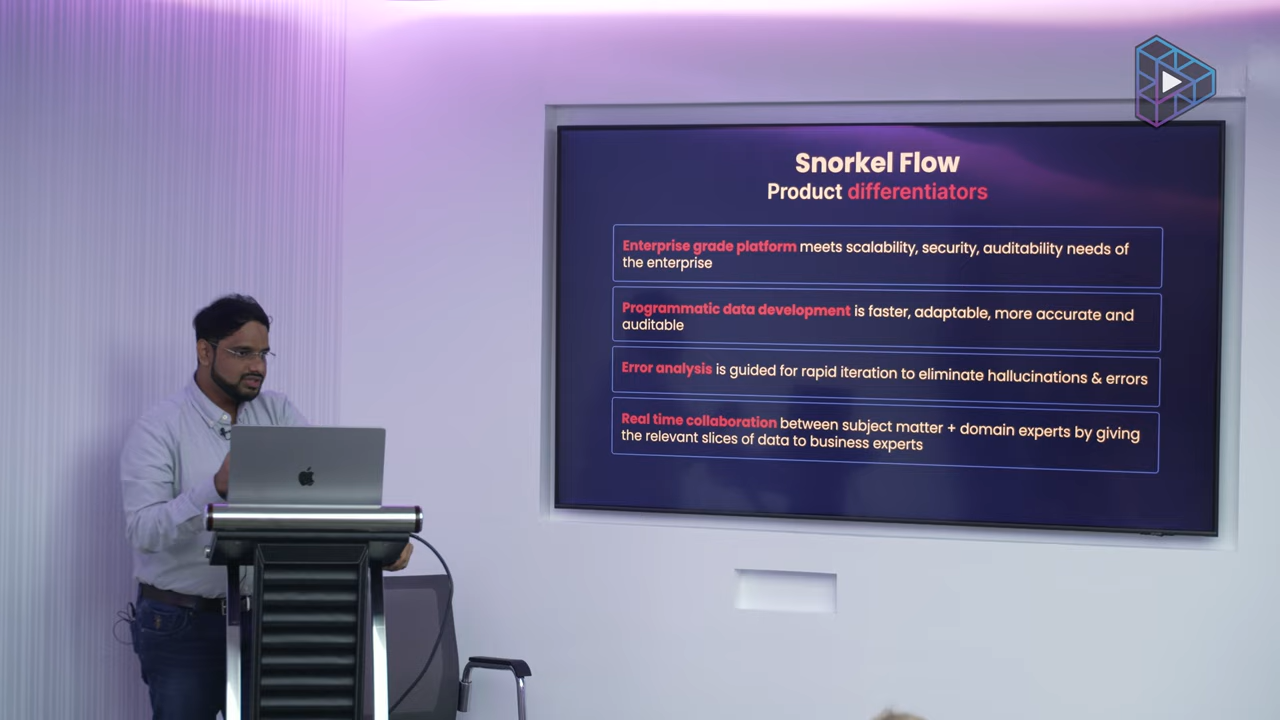 Snorkel Flow
Product differentiators
Enterprise grade platform meets scalability, security, auditability needs of
the enterprise
Programmatic data development is faster, adaptable, more accurate and
auditable
Error analysis is guided for rapid iteration to eliminate hallucinations & errors
Real time collaboration between subject matter + domain experts by giving
the relevant slices of data to business experts